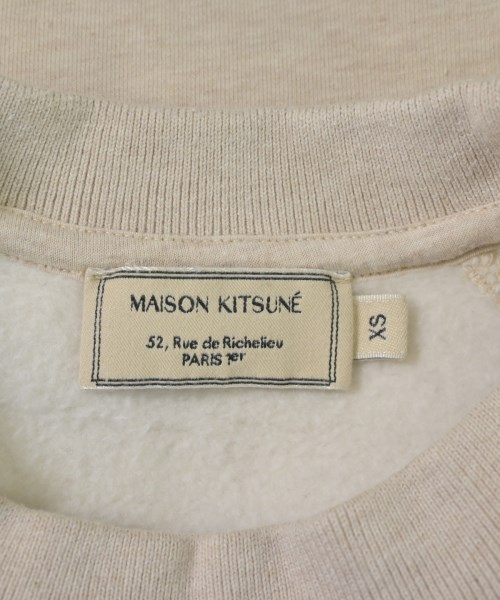 MAISON KITSUNÉ
52, Rue de Richelieu
PARIS 1er
XS